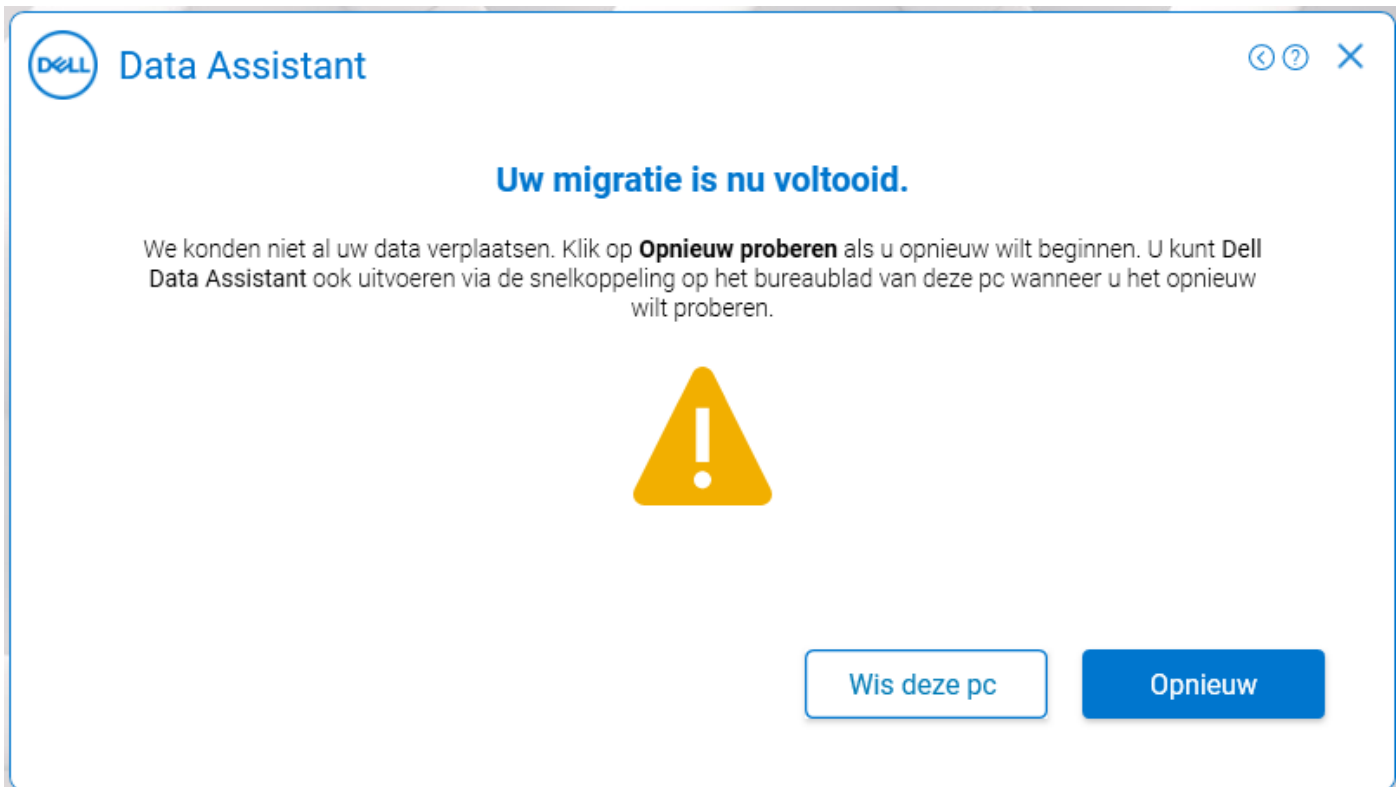 DELL Data Assistant
Uw migratie is nu voltooid.
We konden niet al uw data verplaatsen. Klik op Opnieuw proberen als u opnieuw wilt beginnen. U kunt Dell
Data Assistant ook uitvoeren via de snelkoppeling op het bureaublad van deze pc wanneer u het opnieuw
wilt proberen.
Wis deze pc Opnieuw